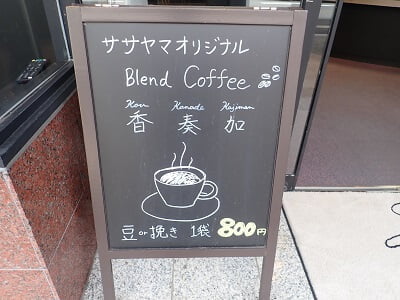 ササヤマオリジナル
Blend Coffee
Kou Kanade Kajiman
香 奏 加
豆 or 挽き 1袋 800円